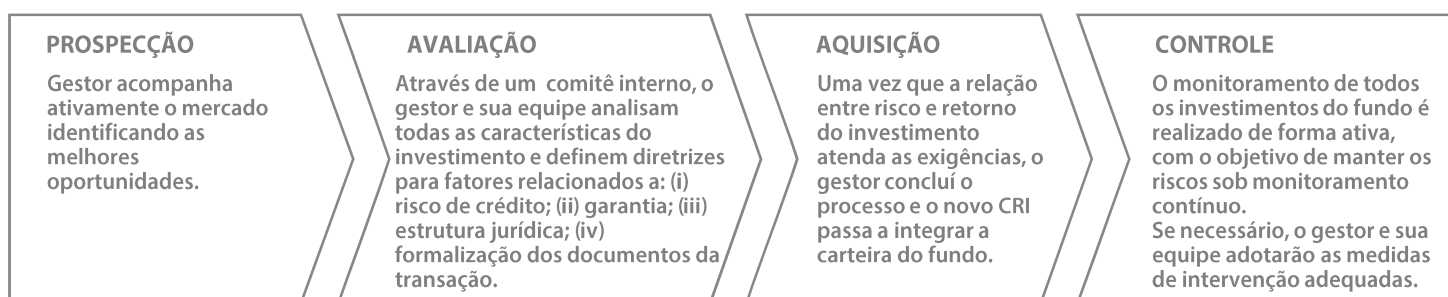 PROSPECÇÃO
Gestor acompanha
ativamente o mercado
identificando as
melhores
oportunidades.
AVALIAÇÃO
Através de um  comitê interno, o
gestor e sua equipe analisam
todas as características do
investimento e definem diretrizes
para fatores relacionados a: (i)
risco de crédito; (ii) garantia; (iii)
estrutura jurídica; (iv)
formalização dos documentos da
transação.
AQUISIÇÃO
Uma vez que a relação
entre risco e retorno
do investimento
atenda as exigências, o
gestor concluí o
processo e o novo CRI
passa a integrar a
carteira do fundo.
CONTROLE
O monitoramento de todos
os investimentos do fundo é
realizado de forma ativa,
com o objetivo de manter os
riscos sob monitoramento
contínuo.
Se necessário, o gestor e sua
equipe adotarão as medidas
de intervenção adequadas.